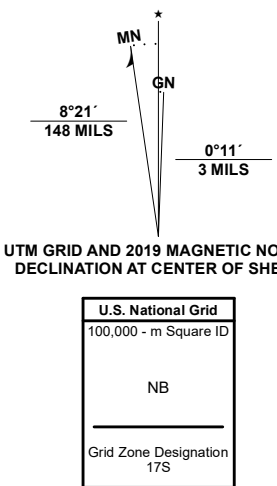 ★
MN
GN
8°21´
148 MILS
0°11´
3 MILS
UTM GRID AND 2019 MAGNETIC NO
DECLINATION AT CENTER OF SHE
U.S. National Grid
100,000 - m Square ID
NB
Grid Zone Designation
17S